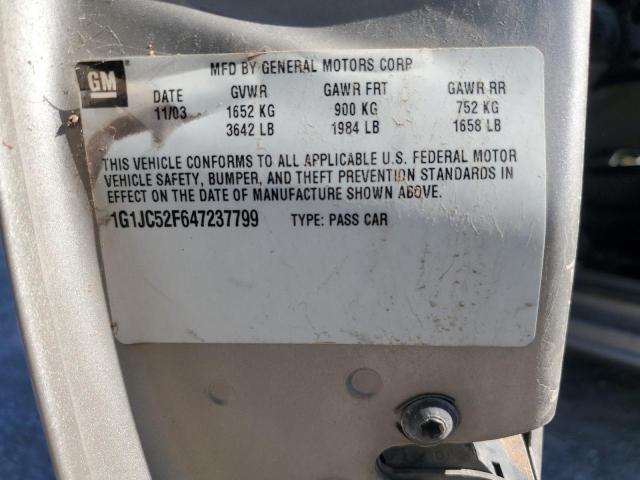 GM
MFD BY GENERAL MOTORS CORP
DATE GVWR GAWR FRT GAWR RR
11/03 1652 KG 900 KG 752 KG
3642 LB 1984 LB 1658 LB
THIS VEHICLE CONFORMS TO ALL APPLICABLE U.S. FEDERAL MOTOR
VEHICLE SAFETY, BUMPER, AND THEFT PREVENTION STANDARDS IN
EFFECT ON THE DATE OF MANUFACTURE SHOWN ABOVE.
1G1JC52F647237799 TYPE: PASS CAR